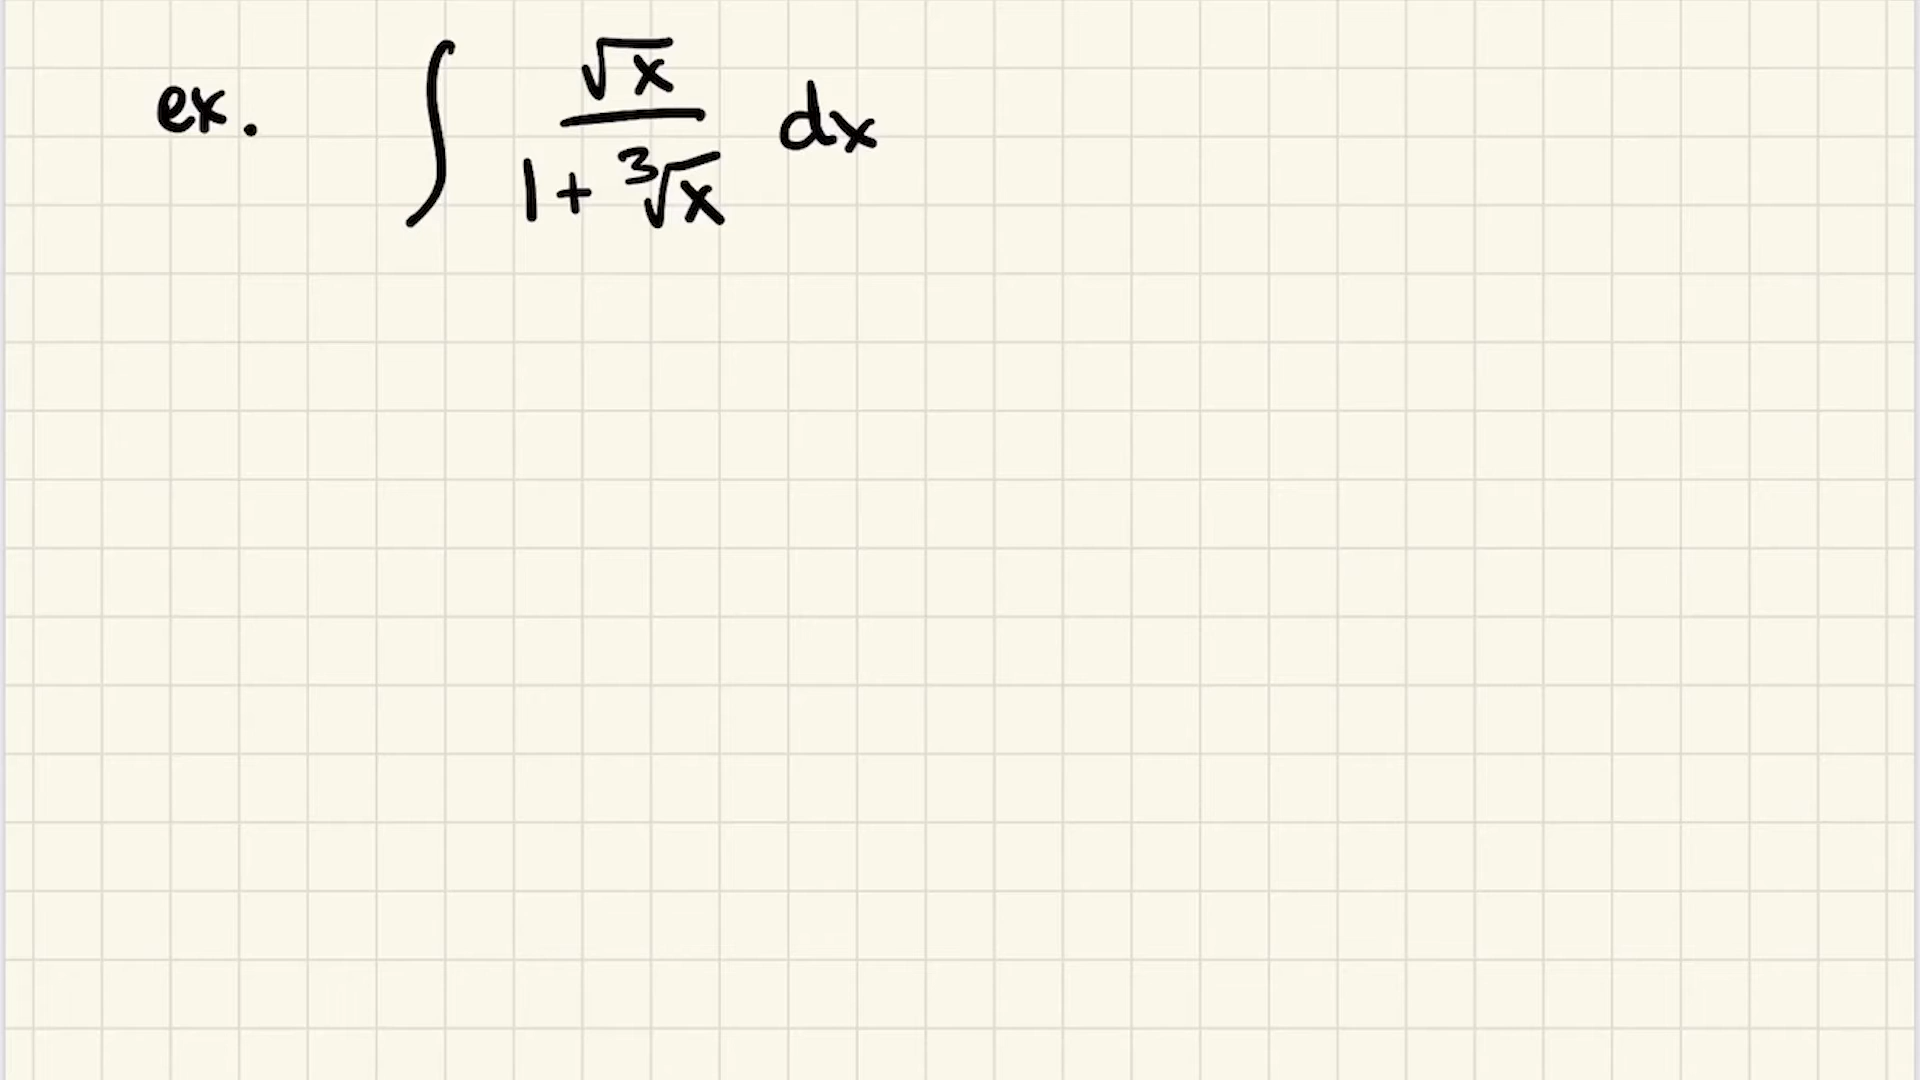 ex. ∫ √x / (1 + ∛x) dx